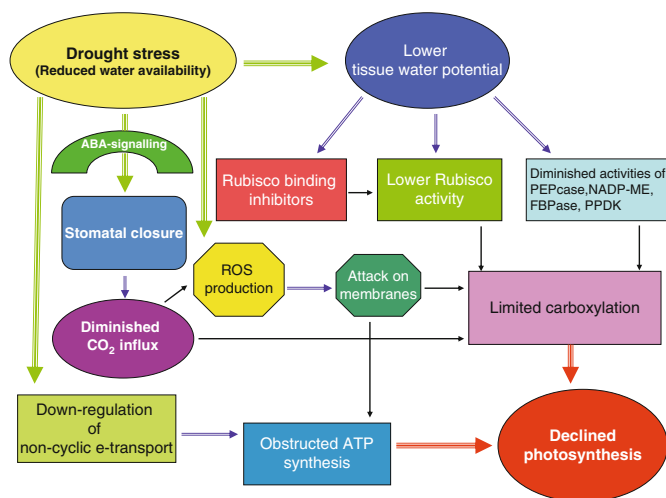 Drought stress
(Reduced water availability)
Lower
tissue water potential
ABA-signalling
Rubisco binding
inhibitors
Lower Rubisco
activity
Diminished activities of
PEPcase,NADP-ME,
FBPase, PPDK
Stomatal closure
ROS
production
Attack on
membranes
Limited carboxylation
Diminished
CO₂ influx
Down-regulation
of
non-cyclic e-transport
Obstructed ATP
synthesis
Declined
photosynthesis